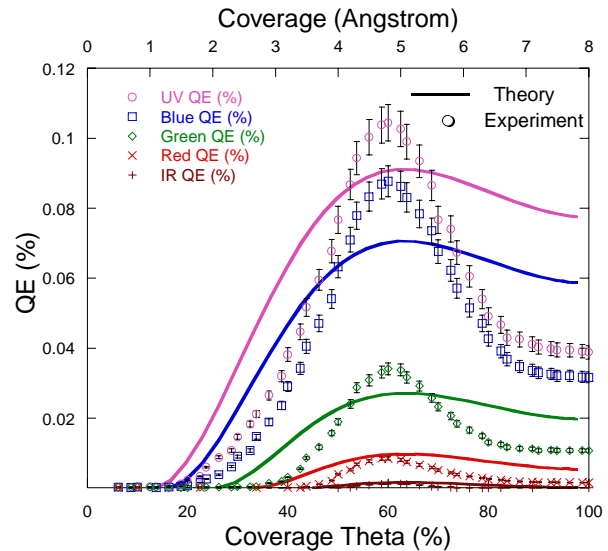 Coverage (Angstrom)
0 1 2 3 4 5 6 7 8
0.12
UV QE (%)
Theory
Blue QE (%)
Experiment
0.1
Green QE (%)
Red QE (%)
IR QE (%)
0.08
QE (%)
0.06
0.04
0.02
20 40 60 80 100
Coverage Theta (%)